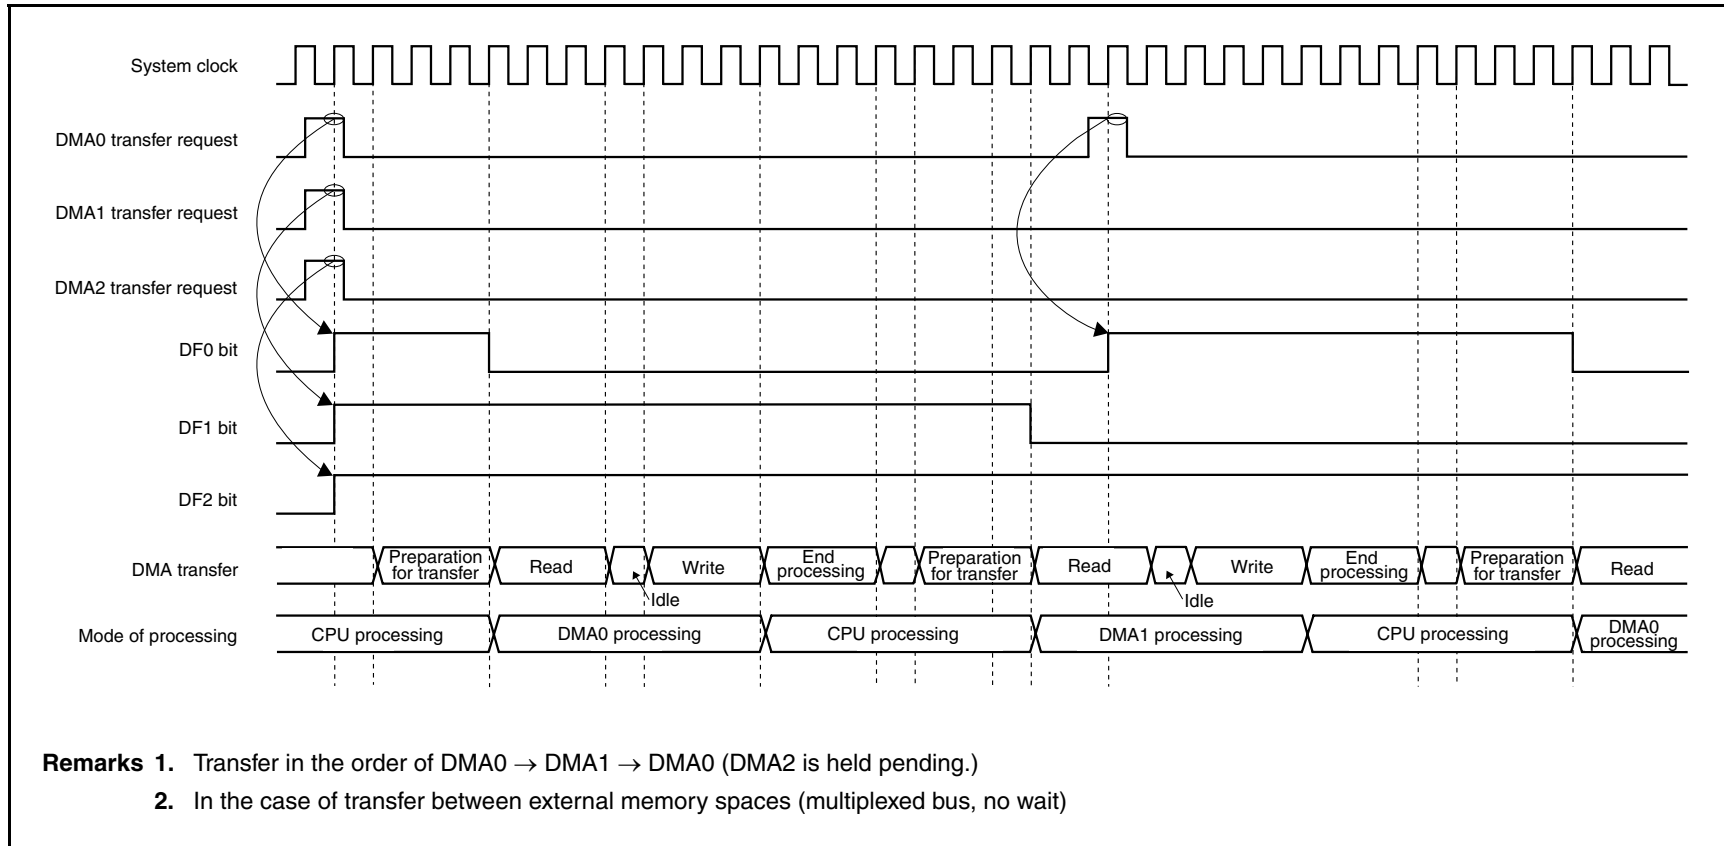 System clock
DMA0 transfer request
DMA1 transfer request
DMA2 transfer request
DF0 bit
DF1 bit
DF2 bit
DMA transfer
Preparation
for transfer
Read
Idle
Write
End
processing
Preparation
for transfer
Read
Idle
Write
End
processing
Preparation
for transfer
Read
Mode of processing
CPU processing
DMA0 processing
CPU processing
DMA1 processing
CPU processing
DMA0
processing
Remarks 1. Transfer in the order of DMA0 → DMA1 → DMA0 (DMA2 is held pending.)
2. In the case of transfer between external memory spaces (multiplexed bus, no wait)